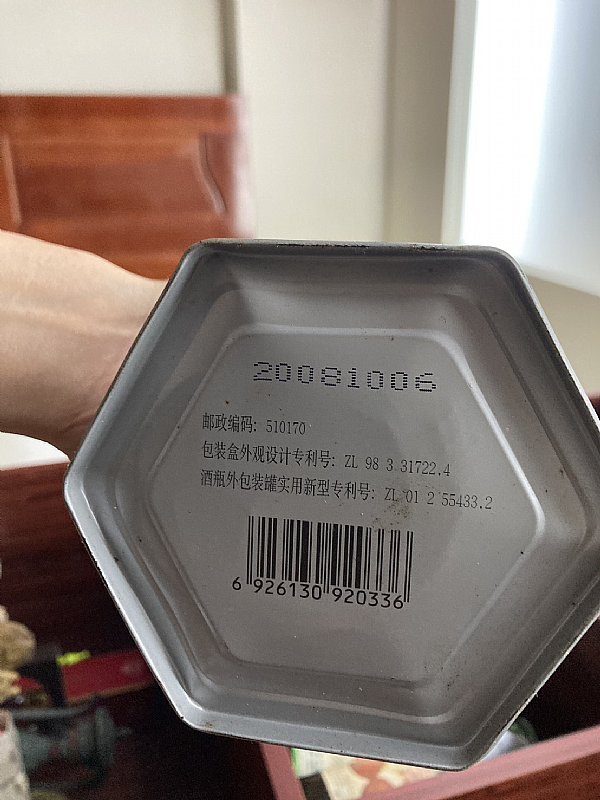 20081006
邮政编码: 510170
包装盒外观设计专利号: ZL 98 3 31722.4
酒瓶外包装罐实用新型专利号: ZL 01 2 55433.2
6 926130 920336